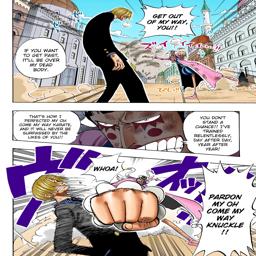 GET OUT
OF MY WAY,
YOU!!
IF YOU
WANT TO
GET PAST,
IT'LL BE OVER
MY DEAD
BODY.
YOU DON'T
STAND A
CHANCE!! I'VE
TRAINED
RELENTLESSLY,
DAY AFTER DAY,
YEAR AFTER
YEAR!
THAT'S HOW I
PERFECTED MY OH
COME MY WAY KARATE,
AND IT WILL NEVER
BE SURPASSED BY THE
LIKES OF YOU!!
WHOA!
PARDON
MY OH
COME MY
WAY
KNUCKLE
!!